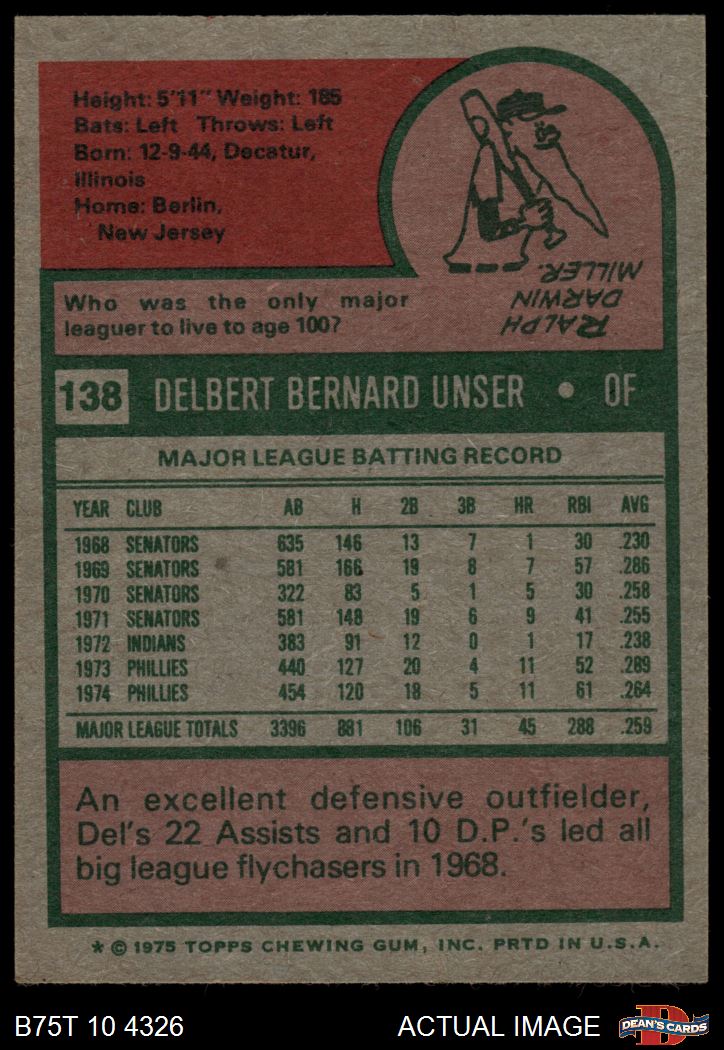 Height: 5'11" Weight: 185
Bats: Left Throws: Left
Born: 12-9-44, Decatur,
Illinois
Home: Berlin,
New Jersey
Who was the only major
leaguer to live to age 100?
RALPH
DARWIN
MILLER.
138 DELBERT BERNARD UNSER • OF
MAJOR LEAGUE BATTING RECORD
YEAR CLUB AB H 2B 3B HR RBI AVG
1968 SENATORS 635 146 13 7 1 30 .230
1969 SENATORS 581 166 19 8 7 57 .286
1970 SENATORS 322 83 5 1 5 30 .258
1971 SENATORS 581 148 19 6 9 41 .255
1972 INDIANS 383 91 12 0 1 17 .238
1973 PHILLIES 440 127 20 4 11 52 .289
1974 PHILLIES 454 120 18 5 11 61 .264
MAJOR LEAGUE TOTALS 3396 881 106 31 45 288 .259
An excellent defensive outfielder,
Del's 22 Assists and 10 D.P.'s led all
big league flychasers in 1968.
* © 1975 TOPPS CHEWING GUM, INC. PRTD IN U.S.A.
B75T 10 4326 ACTUAL IMAGE
D
DEAN'S CARDS